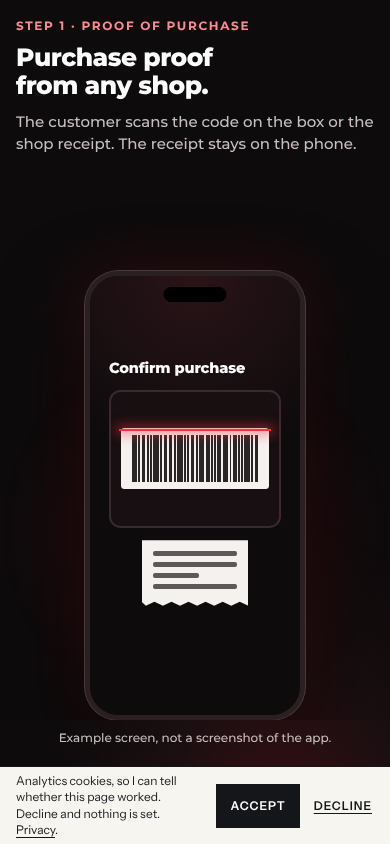 STEP 1 · PROOF OF PURCHASE
Purchase proof
from any shop.
The customer scans the code on the box or the
shop receipt. The receipt stays on the phone.
Confirm purchase
Example screen, not a screenshot of the app.
Analytics cookies, so I can tell
whether this page worked.
Decline and nothing is set.
Privacy.
ACCEPT
DECLINE